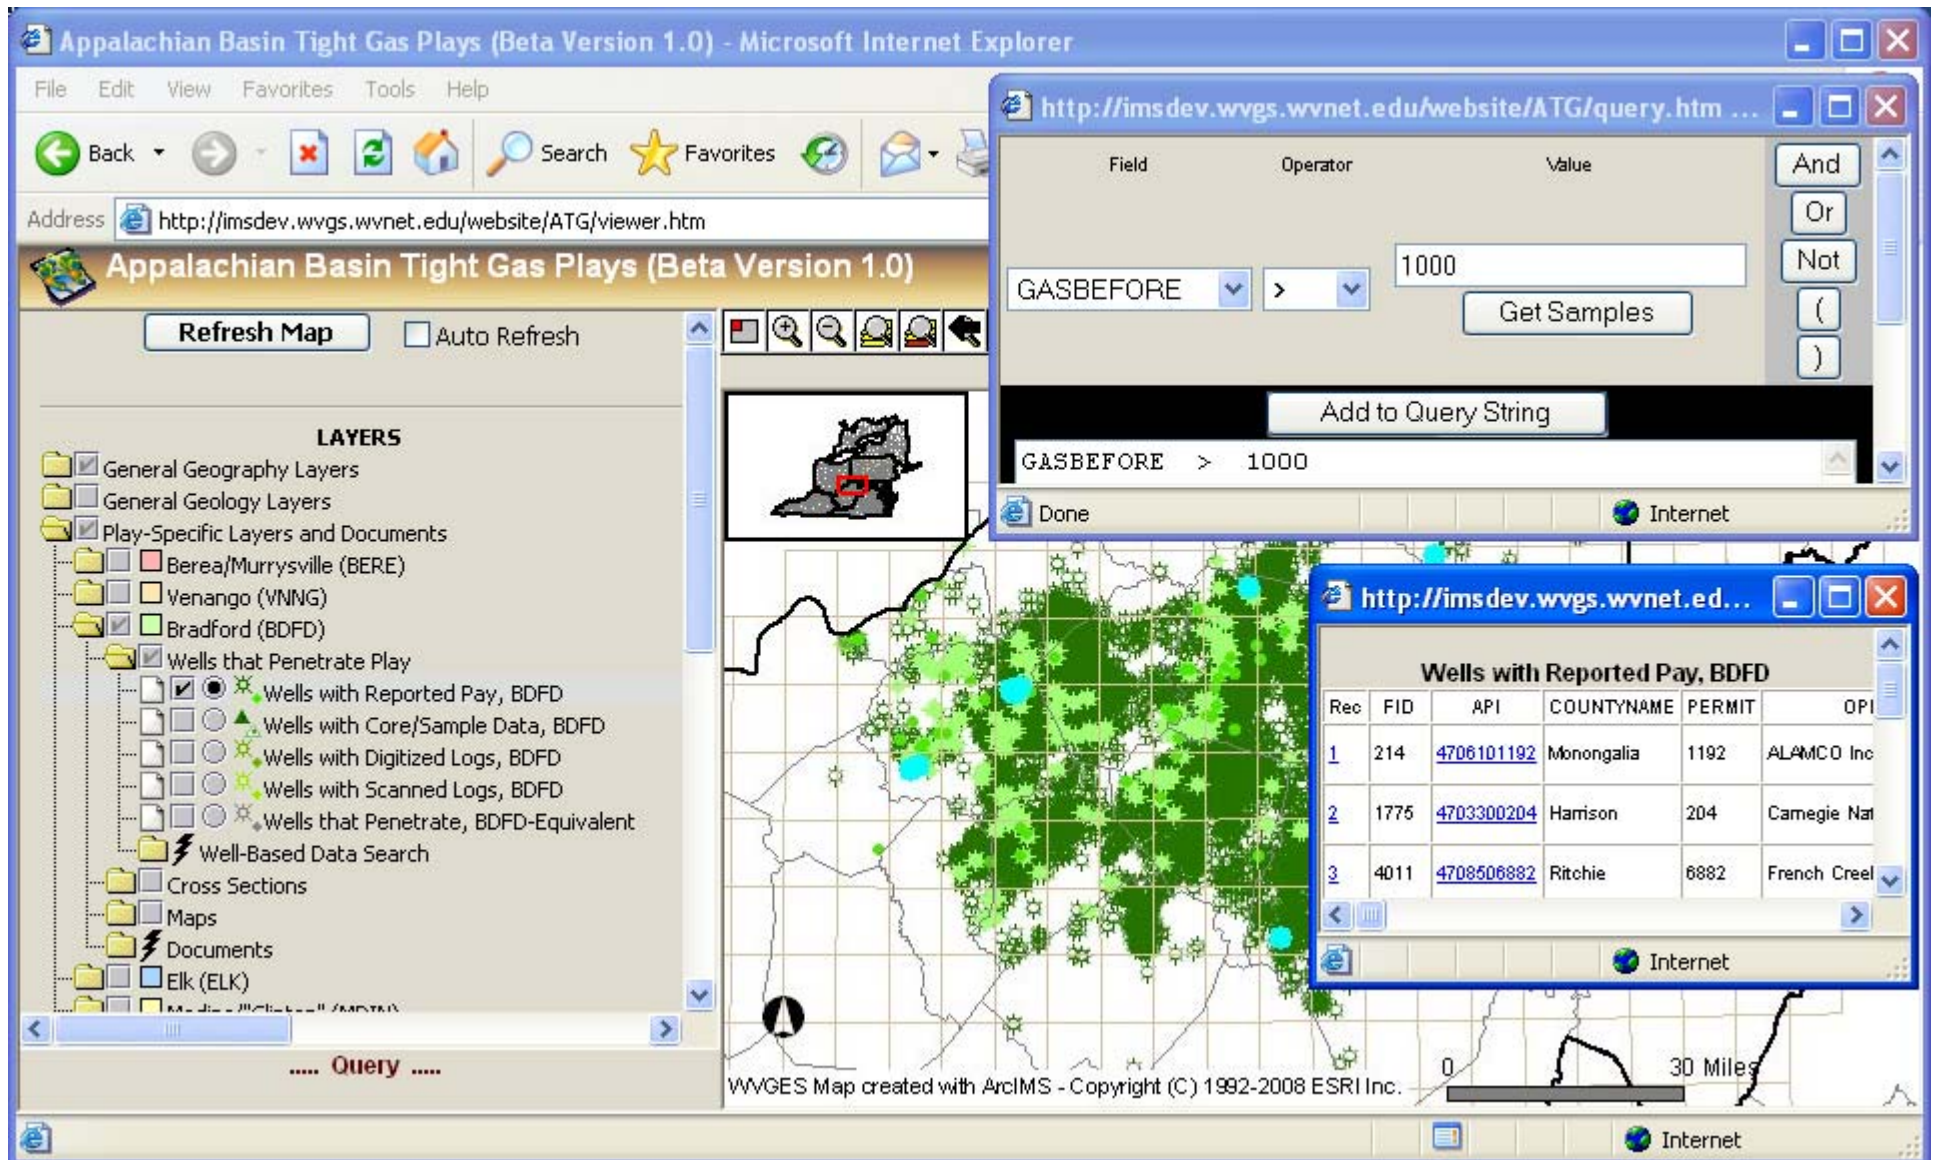 Appalachian Basin Tight Gas Plays (Beta Version 1.0) - Microsoft Internet Explorer
File Edit View Favorites Tools Help
Back Search Favorites
Address http://imsdev.wvgs.wvnet.edu/website/ATG/viewer.htm
Appalachian Basin Tight Gas Plays (Beta Version 1.0)
Refresh Map Auto Refresh
LAYERS
General Geography Layers
General Geology Layers
Play-Specific Layers and Documents
Berea/Murrysville (BERE)
Venango (VNNG)
Bradford (BDFD)
Wells that Penetrate Play
Wells with Reported Pay, BDFD
Wells with Core/Sample Data, BDFD
Wells with Digitized Logs, BDFD
Wells with Scanned Logs, BDFD
Wells that Penetrate, BDFD-Equivalent
Well-Based Data Search
Cross Sections
Maps
Documents
Elk (ELK)
..... Query .....
http://imsdev.wvgs.wvnet.edu/website/ATG/query.htm ...
Field Operator Value
And
Or
Not
(
)
GASBEFORE > 1000
Get Samples
Add to Query String
GASBEFORE > 1000
Done Internet
http://imsdev.wvgs.wvnet.ed...
Wells with Reported Pay, BDFD
Rec FID API COUNTYNAME PERMIT OPI
1 214 4706101192 Monongalia 1192 ALAMCO Inc
2 1775 4703300204 Harrison 204 Carnegie Nat
3 4011 4708506882 Ritchie 6882 French Creel
Internet
0 30 Miles
WVGES Map created with ArcIMS - Copyright (C) 1992-2008 ESRI Inc.
Internet